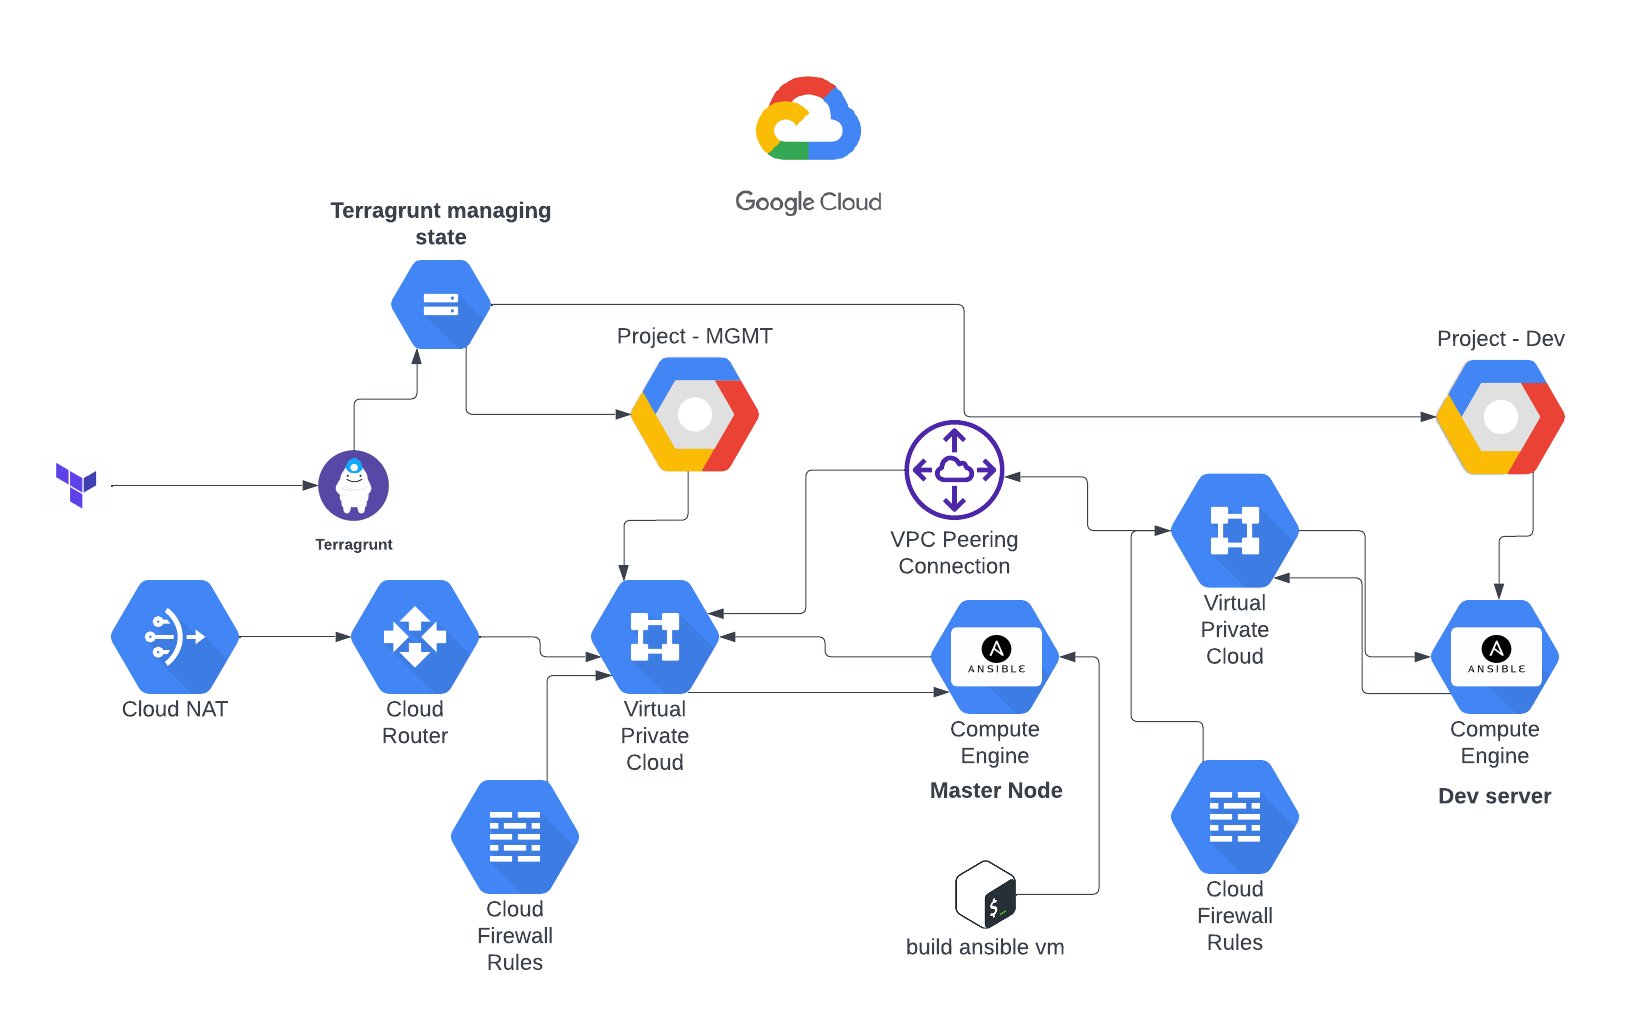 Google Cloud
Terragrunt managing
state
Project - MGMT
Project - Dev
Terragrunt
VPC Peering
Connection
Virtual
Private
Cloud
Cloud NAT
Cloud
Router
Virtual
Private
Cloud
ANSIBLE
Compute
Engine
Master Node
ANSIBLE
Compute
Engine
Dev server
Cloud
Firewall
Rules
$_
build ansible vm
Cloud
Firewall
Rules